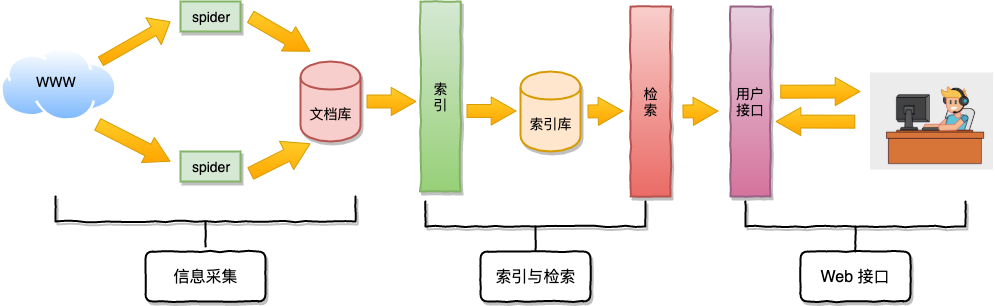 WWW
spider
spider
文档库
索引
索引库
检索
用户
接口
信息采集
索引与检索
Web 接口